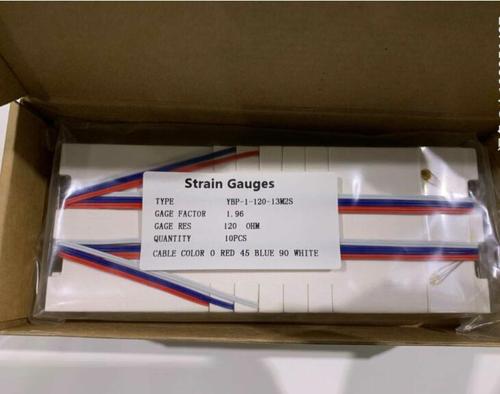 Strain Gauges
TYPE YBP-1-120-13M2S
GAGE FACTOR 1.96
GAGE RES 120 OHM
QUANTITY 10PCS
CABLE COLOR 0 RED 45 BLUE 90 WHITE